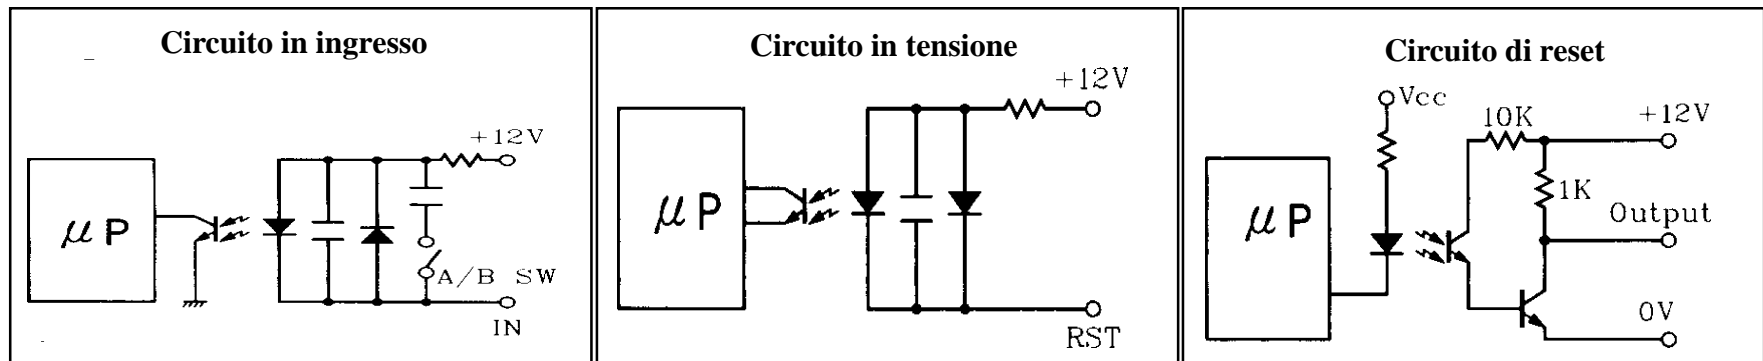 Circuito in ingresso
+12V
μP
A/B SW
IN
Circuito in tensione
+12V
μP
RST
Circuito di reset
Vcc
10K
+12V
1K
Output
μP
0V